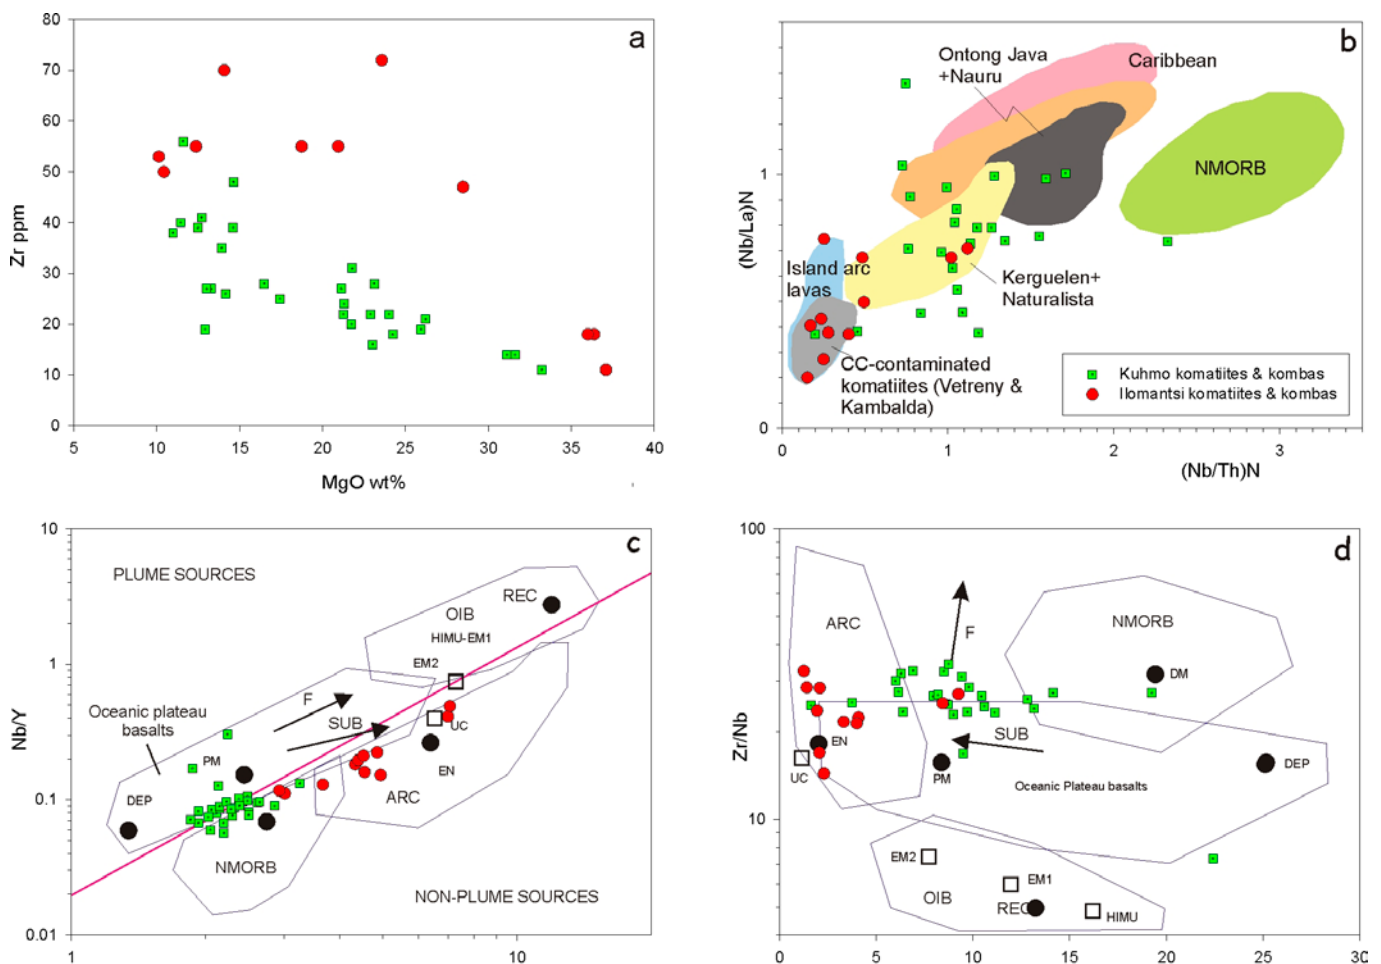 80
70
60
50
40
30
20
10
0
Zr ppm
a
5
10
15
20
25
30
35
40
MgO wt%
b
Ontong Java
+Nauru
Caribbean
NMORB
1
(Nb/La)N
Island arc
lavas
Kerguelen+
Naturalista
CC-contaminated
komatiites (Vetreny &
Kambalda)
Kuhmo komatiites & kombas
Ilomantsi komatiites & kombas
0
0
1
2
3
(Nb/Th)N
10
1
0.1
0.01
Nb/Y
c
PLUME SOURCES
REC
OIB
HIMU-EM1
EM2
F
SUB
UC
EN
Oceanic plateau
basalts
PM
DEP
ARC
NMORB
NON-PLUME SOURCES
1
10
100
10
Zr/Nb
d
ARC
F
NMORB
DM
SUB
EN
UC
PM
DEP
Oceanic Plateau basalts
EM2
EM1
OIB
REC
HIMU
0
5
10
15
20
25
30